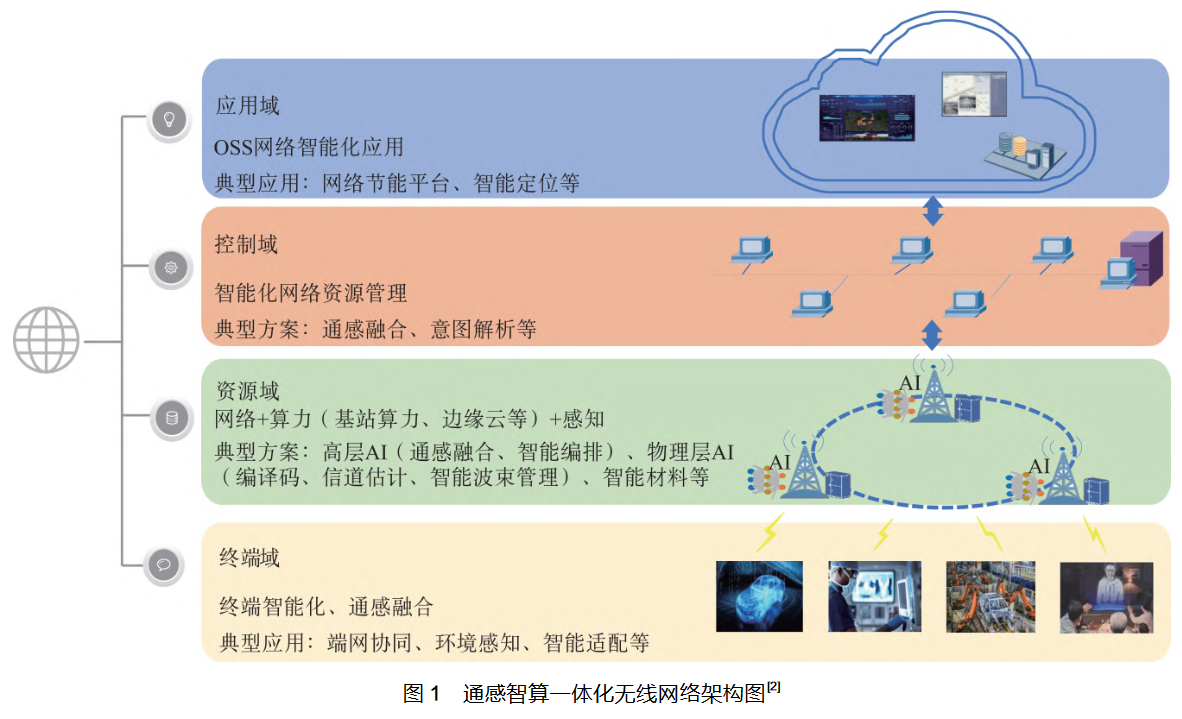 应用域
OSS网络智能化应用
典型应用：网络节能平台、智能定位等
控制域
智能化网络资源管理
典型方案：通感融合、意图解析等
资源域
网络+算力（基站算力、边缘云等）+感知
典型方案：高层AI（通感融合、智能编排）、物理层AI
（编译码、信道估计、智能波束管理）、智能材料等
AI
AI
AI
终端域
终端智能化、通感融合
典型应用：端网协同、环境感知、智能适配等
图 1 通感智算一体化无线网络架构图[2]